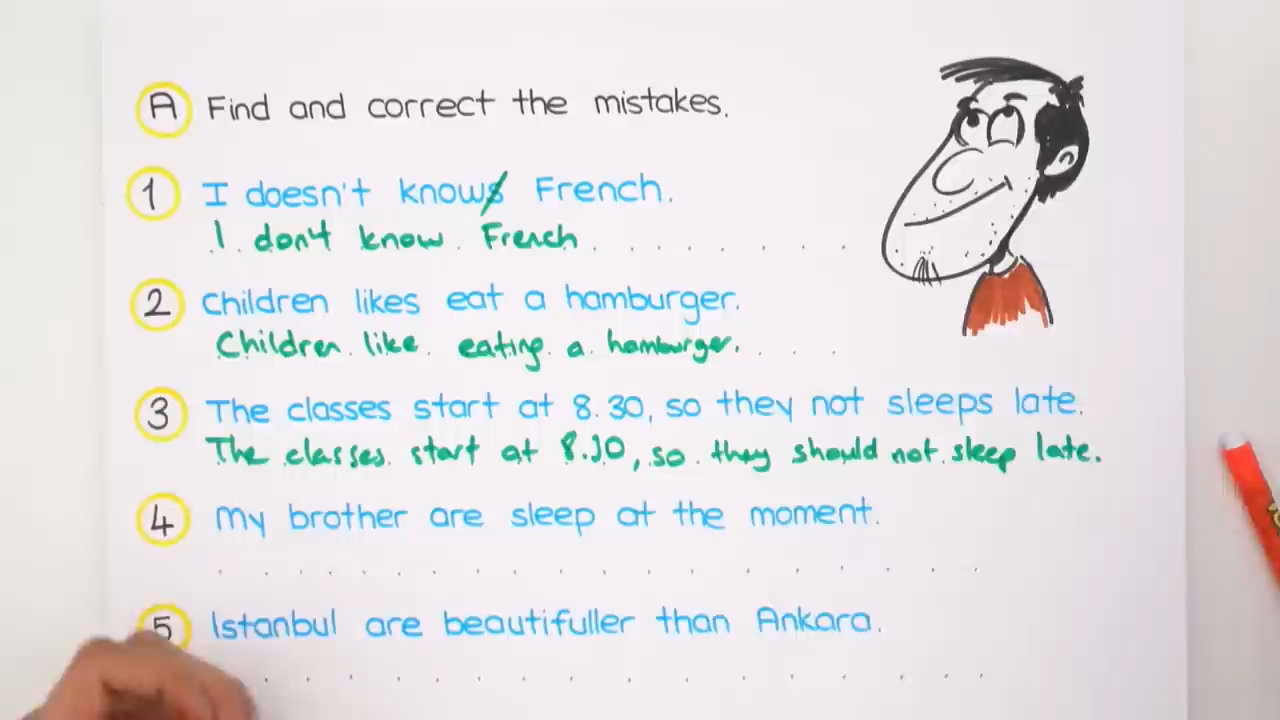 A Find and correct the mistakes.
1 I doesn't knows French.
I don't know French
2 Children likes eat a hamburger.
Children like eating a hamburger.
3 The classes start at 8.30, so they not sleeps late.
The classes start at 8.30, so they should not sleep late.
4 My brother are sleep at the moment.
5 Istanbul are beautifuller than Ankara.